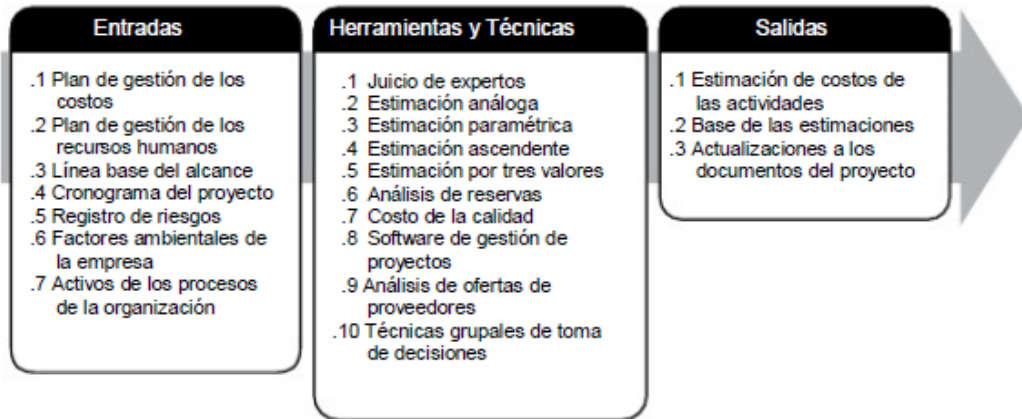 Entradas
.1 Plan de gestión de los
costos
.2 Plan de gestión de los
recursos humanos
.3 Línea base del alcance
.4 Cronograma del proyecto
.5 Registro de riesgos
.6 Factores ambientales de
la empresa
.7 Activos de los procesos
de la organización
Herramientas y Técnicas
.1 Juicio de expertos
.2 Estimación análoga
.3 Estimación paramétrica
.4 Estimación ascendente
.5 Estimación por tres valores
.6 Análisis de reservas
.7 Costo de la calidad
.8 Software de gestión de
proyectos
.9 Análisis de ofertas de
proveedores
.10 Técnicas grupales de toma
de decisiones
Salidas
.1 Estimación de costos de
las actividades
.2 Base de las estimaciones
.3 Actualizaciones a los
documentos del proyecto